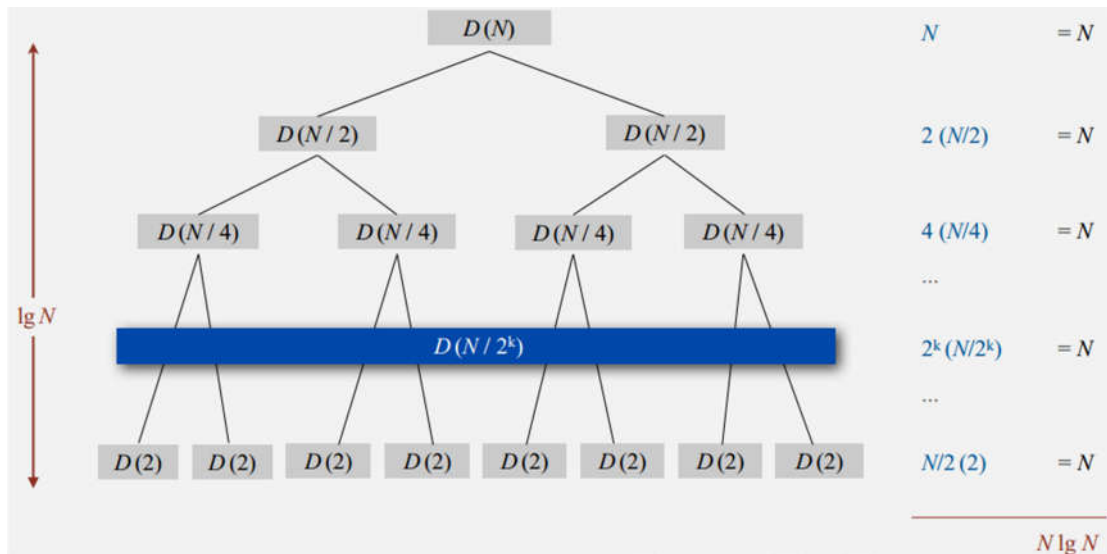 D(N) N = N
D(N / 2) D(N / 2) 2 (N/2) = N
D(N / 4) D(N / 4) D(N / 4) D(N / 4) 4 (N/4) = N
...
lg N
D(N / 2ᵏ) 2ᵏ (N/2ᵏ) = N
...
D(2) D(2) D(2) D(2) D(2) D(2) D(2) D(2) N/2 (2) = N
N lg N